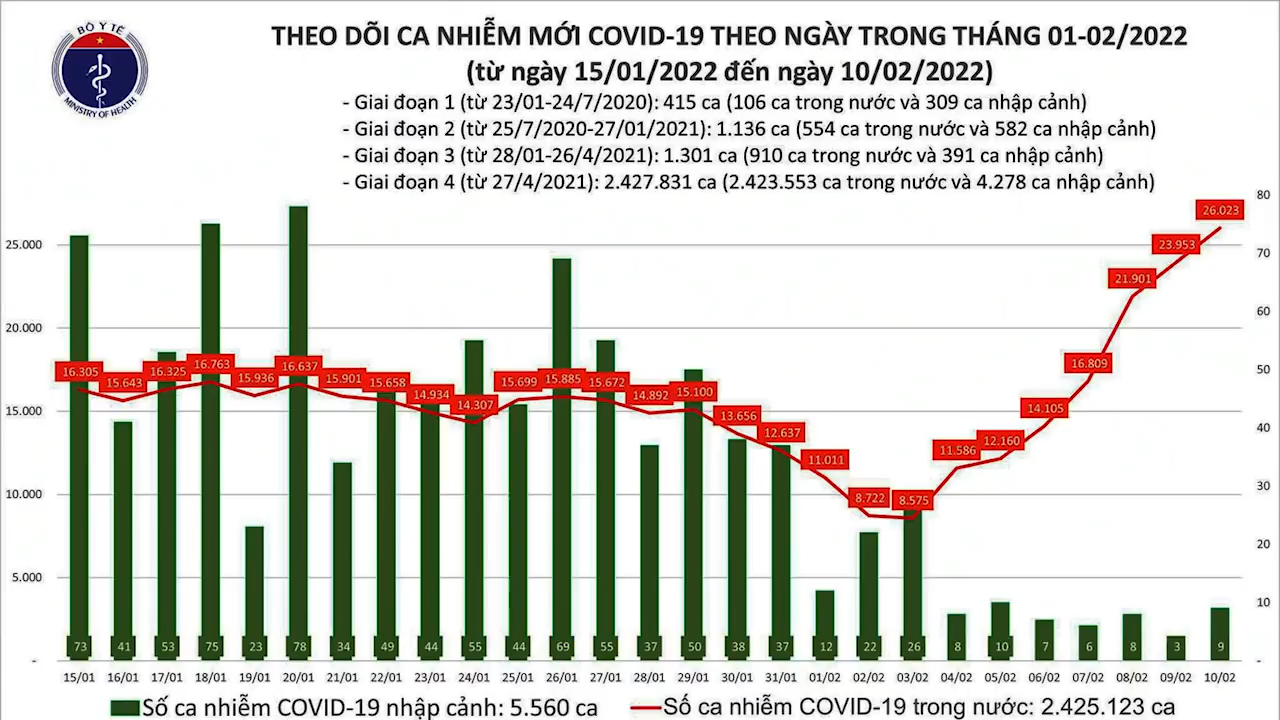 BỘ Y TẾ
MINISTRY OF HEALTH
THEO DÕI CA NHIỄM MỚI COVID-19 THEO NGÀY TRONG THÁNG 01-02/2022
(từ ngày 15/01/2022 đến ngày 10/02/2022)
- Giai đoạn 1 (từ 23/01-24/7/2020): 415 ca (106 ca trong nước và 309 ca nhập cảnh)
- Giai đoạn 2 (từ 25/7/2020-27/01/2021): 1.136 ca (554 ca trong nước và 582 ca nhập cảnh)
- Giai đoạn 3 (từ 28/01-26/4/2021): 1.301 ca (910 ca trong nước và 391 ca nhập cảnh)
- Giai đoạn 4 (từ 27/4/2021): 2.427.831 ca (2.423.553 ca trong nước và 4.278 ca nhập cảnh)
25.000
20.000
15.000
10.000
5.000
-
80
70
60
50
40
30
20
10
-
16.305 15.643 16.325 16.763 15.936 16.637 15.901 15.658 14.934 14.307 15.699 15.885 15.672 14.892 15.100 13.656 12.637 11.011 8.722 8.575 11.586 12.160 14.105 16.809 21.901 23.953 26.023
73 41 53 75 23 78 34 49 44 55 44 69 55 37 50 38 37 12 22 26 8 10 7 6 8 3 9
15/01 16/01 17/01 18/01 19/01 20/01 21/01 22/01 23/01 24/01 25/01 26/01 27/01 28/01 29/01 30/01 31/01 01/02 02/02 03/02 04/02 05/02 06/02 07/02 08/02 09/02 10/02
Số ca nhiễm COVID-19 nhập cảnh: 5.560 ca
Số ca nhiễm COVID-19 trong nước: 2.425.123 ca